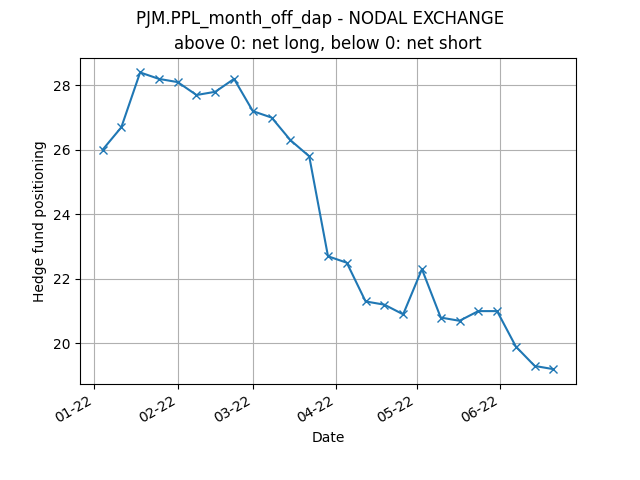 PJM.PPL_month_off_dap - NODAL EXCHANGE
above 0: net long, below 0: net short
Hedge fund positioning
28
26
24
22
20
01-22
02-22
03-22
04-22
05-22
06-22
Date